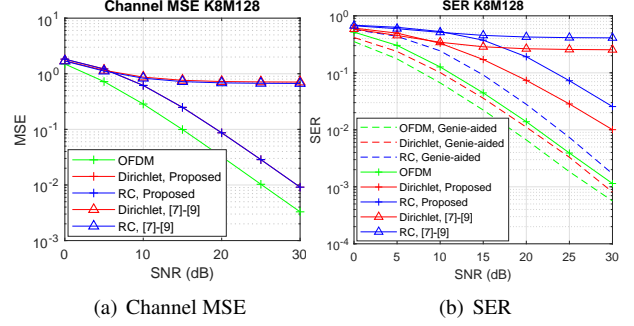 Channel MSE K8M128
10^1
10^0
10^-1
10^-2
10^-3
MSE
OFDM
Dirichlet, Proposed
RC, Proposed
Dirichlet, [7]-[9]
RC, [7]-[9]
0 5 10 15 20 25 30
SNR (dB)
(a) Channel MSE
SER K8M128
10^0
10^-1
10^-2
10^-3
10^-4
SER
OFDM, Genie-aided
Dirichlet, Genie-aided
RC, Genie-aided
OFDM
Dirichlet, Proposed
RC, Proposed
Dirichlet, [7]-[9]
RC, [7]-[9]
0 5 10 15 20 25 30
SNR (dB)
(b) SER